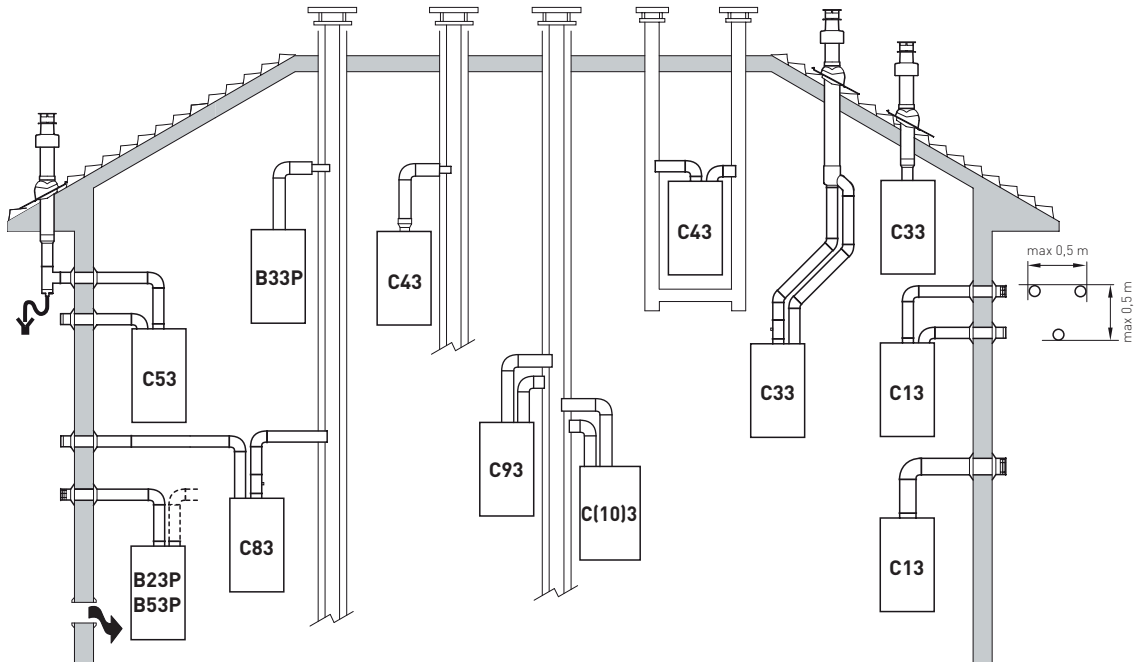 C43
C33
B33P
C43
max 0,5 m
max 0,5 m
C53
C33
C13
C93
C(10)3
C83
C13
B23P
B53P